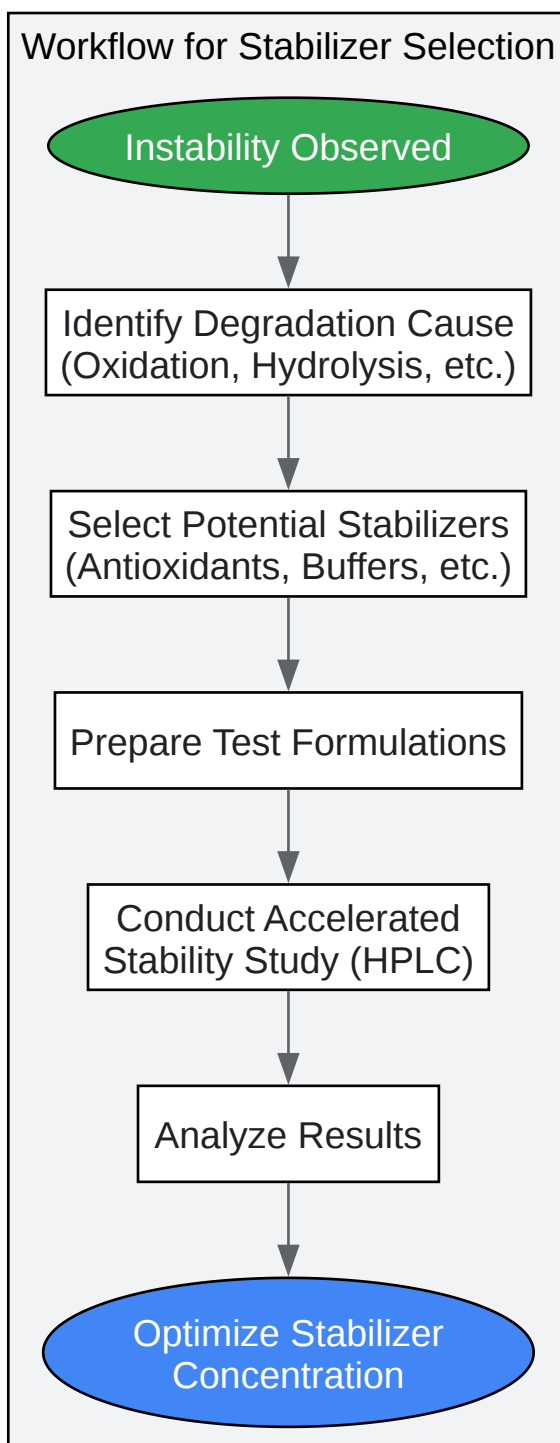 Workflow for Stabilizer Selection
Instability Observed
Identify Degradation Cause
(Oxidation, Hydrolysis, etc.)
Select Potential Stabilizers
(Antioxidants, Buffers, etc.)
Prepare Test Formulations
Conduct Accelerated
Stability Study (HPLC)
Analyze Results
Optimize Stabilizer
Concentration